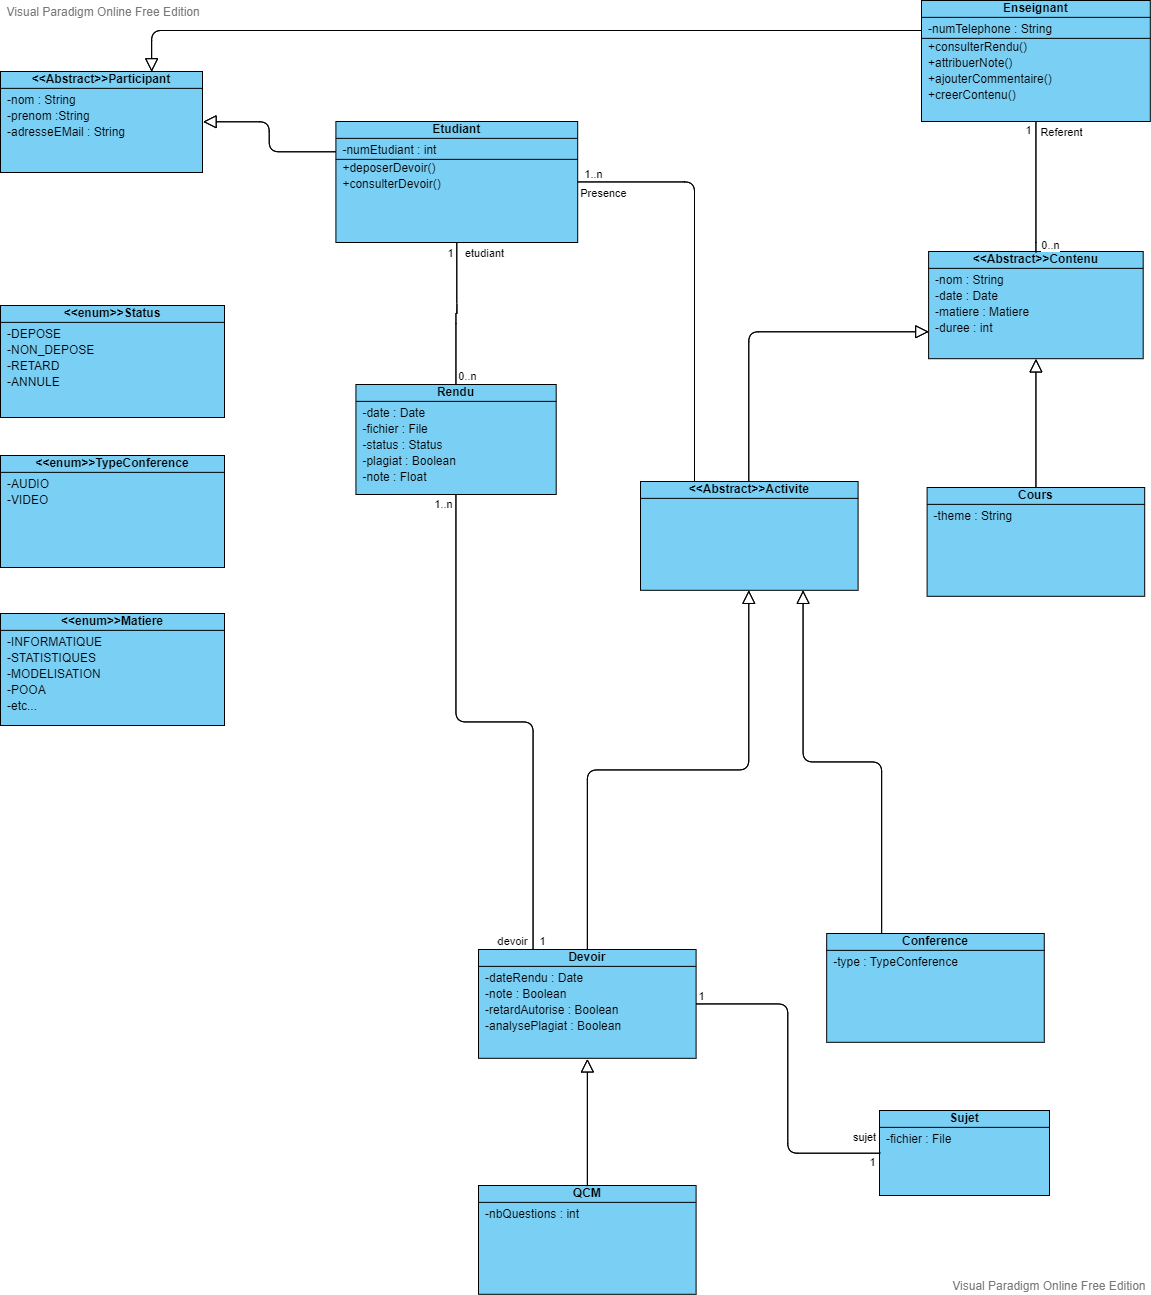 Visual Paradigm Online Free Edition
Enseignant
-numTelephone : String
+consulterRendu()
+attribuerNote()
+ajouterCommentaire()
+creerContenu()
<<Abstract>>Participant
-nom : String
-prenom :String
-adresseEMail : String
Etudiant
-numEtudiant : int
+deposerDevoir()
+consulterDevoir()
1 Referent
1..n
Presence
0..n
1 etudiant
<<Abstract>>Contenu
-nom : String
-date : Date
-matiere : Matiere
-duree : int
<<enum>>Status
-DEPOSE
-NON_DEPOSE
-RETARD
-ANNULE
0..n
Rendu
-date : Date
-fichier : File
-status : Status
-plagiat : Boolean
-note : Float
1..n
<<enum>>TypeConference
-AUDIO
-VIDEO
<<Abstract>>Activite
Cours
-theme : String
<<enum>>Matiere
-INFORMATIQUE
-STATISTIQUES
-MODELISATION
-POOA
-etc...
devoir 1
Devoir
-dateRendu : Date
-note : Boolean
-retardAutorise : Boolean
-analysePlagiat : Boolean
1
Conference
-type : TypeConference
sujet
1
Sujet
-fichier : File
QCM
-nbQuestions : int
Visual Paradigm Online Free Edition